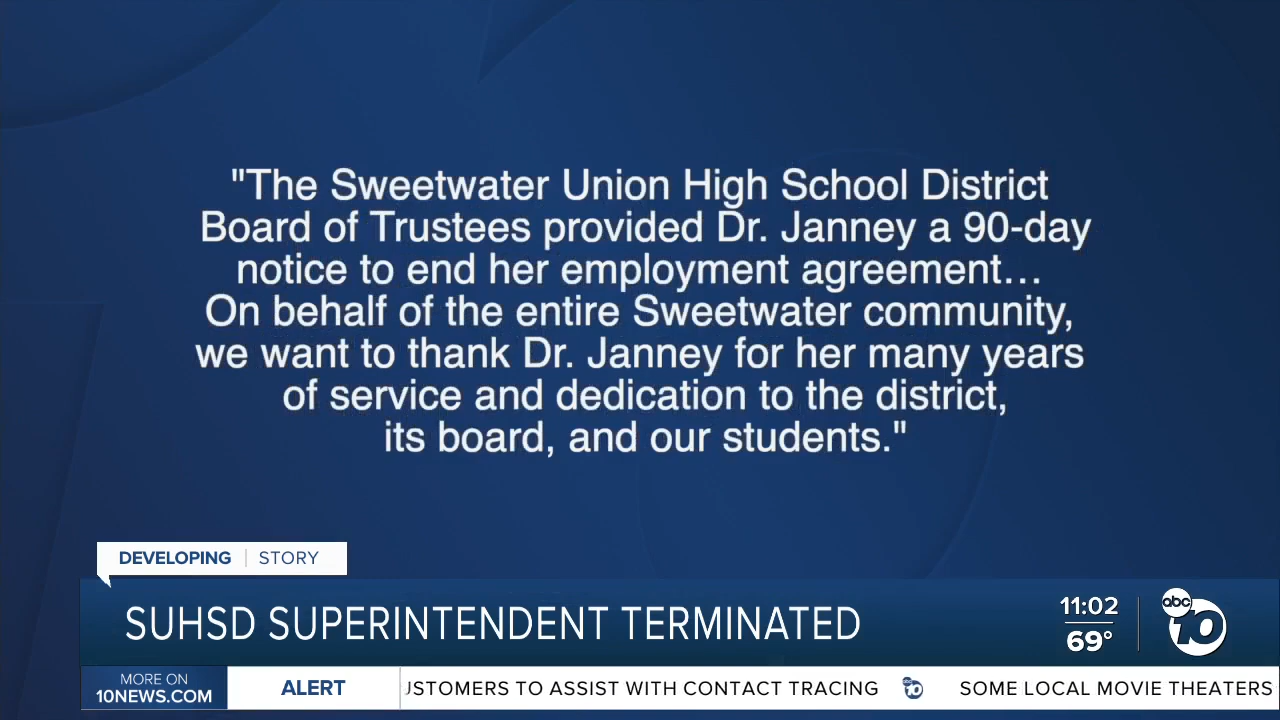 "The Sweetwater Union High School District
Board of Trustees provided Dr. Janney a 90-day
notice to end her employment agreement…
On behalf of the entire Sweetwater community,
we want to thank Dr. Janney for her many years
of service and dedication to the district,
its board, and our students."
DEVELOPING | STORY
SUHSD SUPERINTENDENT TERMINATED
11:02
69°
abc
10
MORE ON
10NEWS.COM
ALERT
USTOMERS TO ASSIST WITH CONTACT TRACING abc 10 SOME LOCAL MOVIE THEATERS